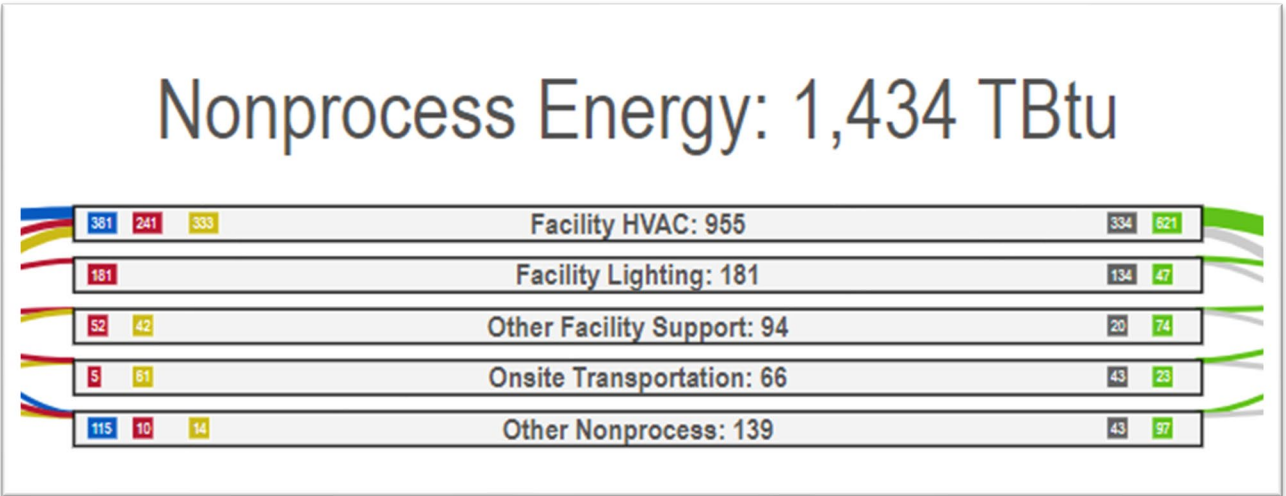 Nonprocess Energy: 1,434 TBtu
381 241 333 Facility HVAC: 955 334 621
181 Facility Lighting: 181 134 47
52 42 Other Facility Support: 94 20 74
5 61 Onsite Transportation: 66 43 23
115 10 14 Other Nonprocess: 139 43 97